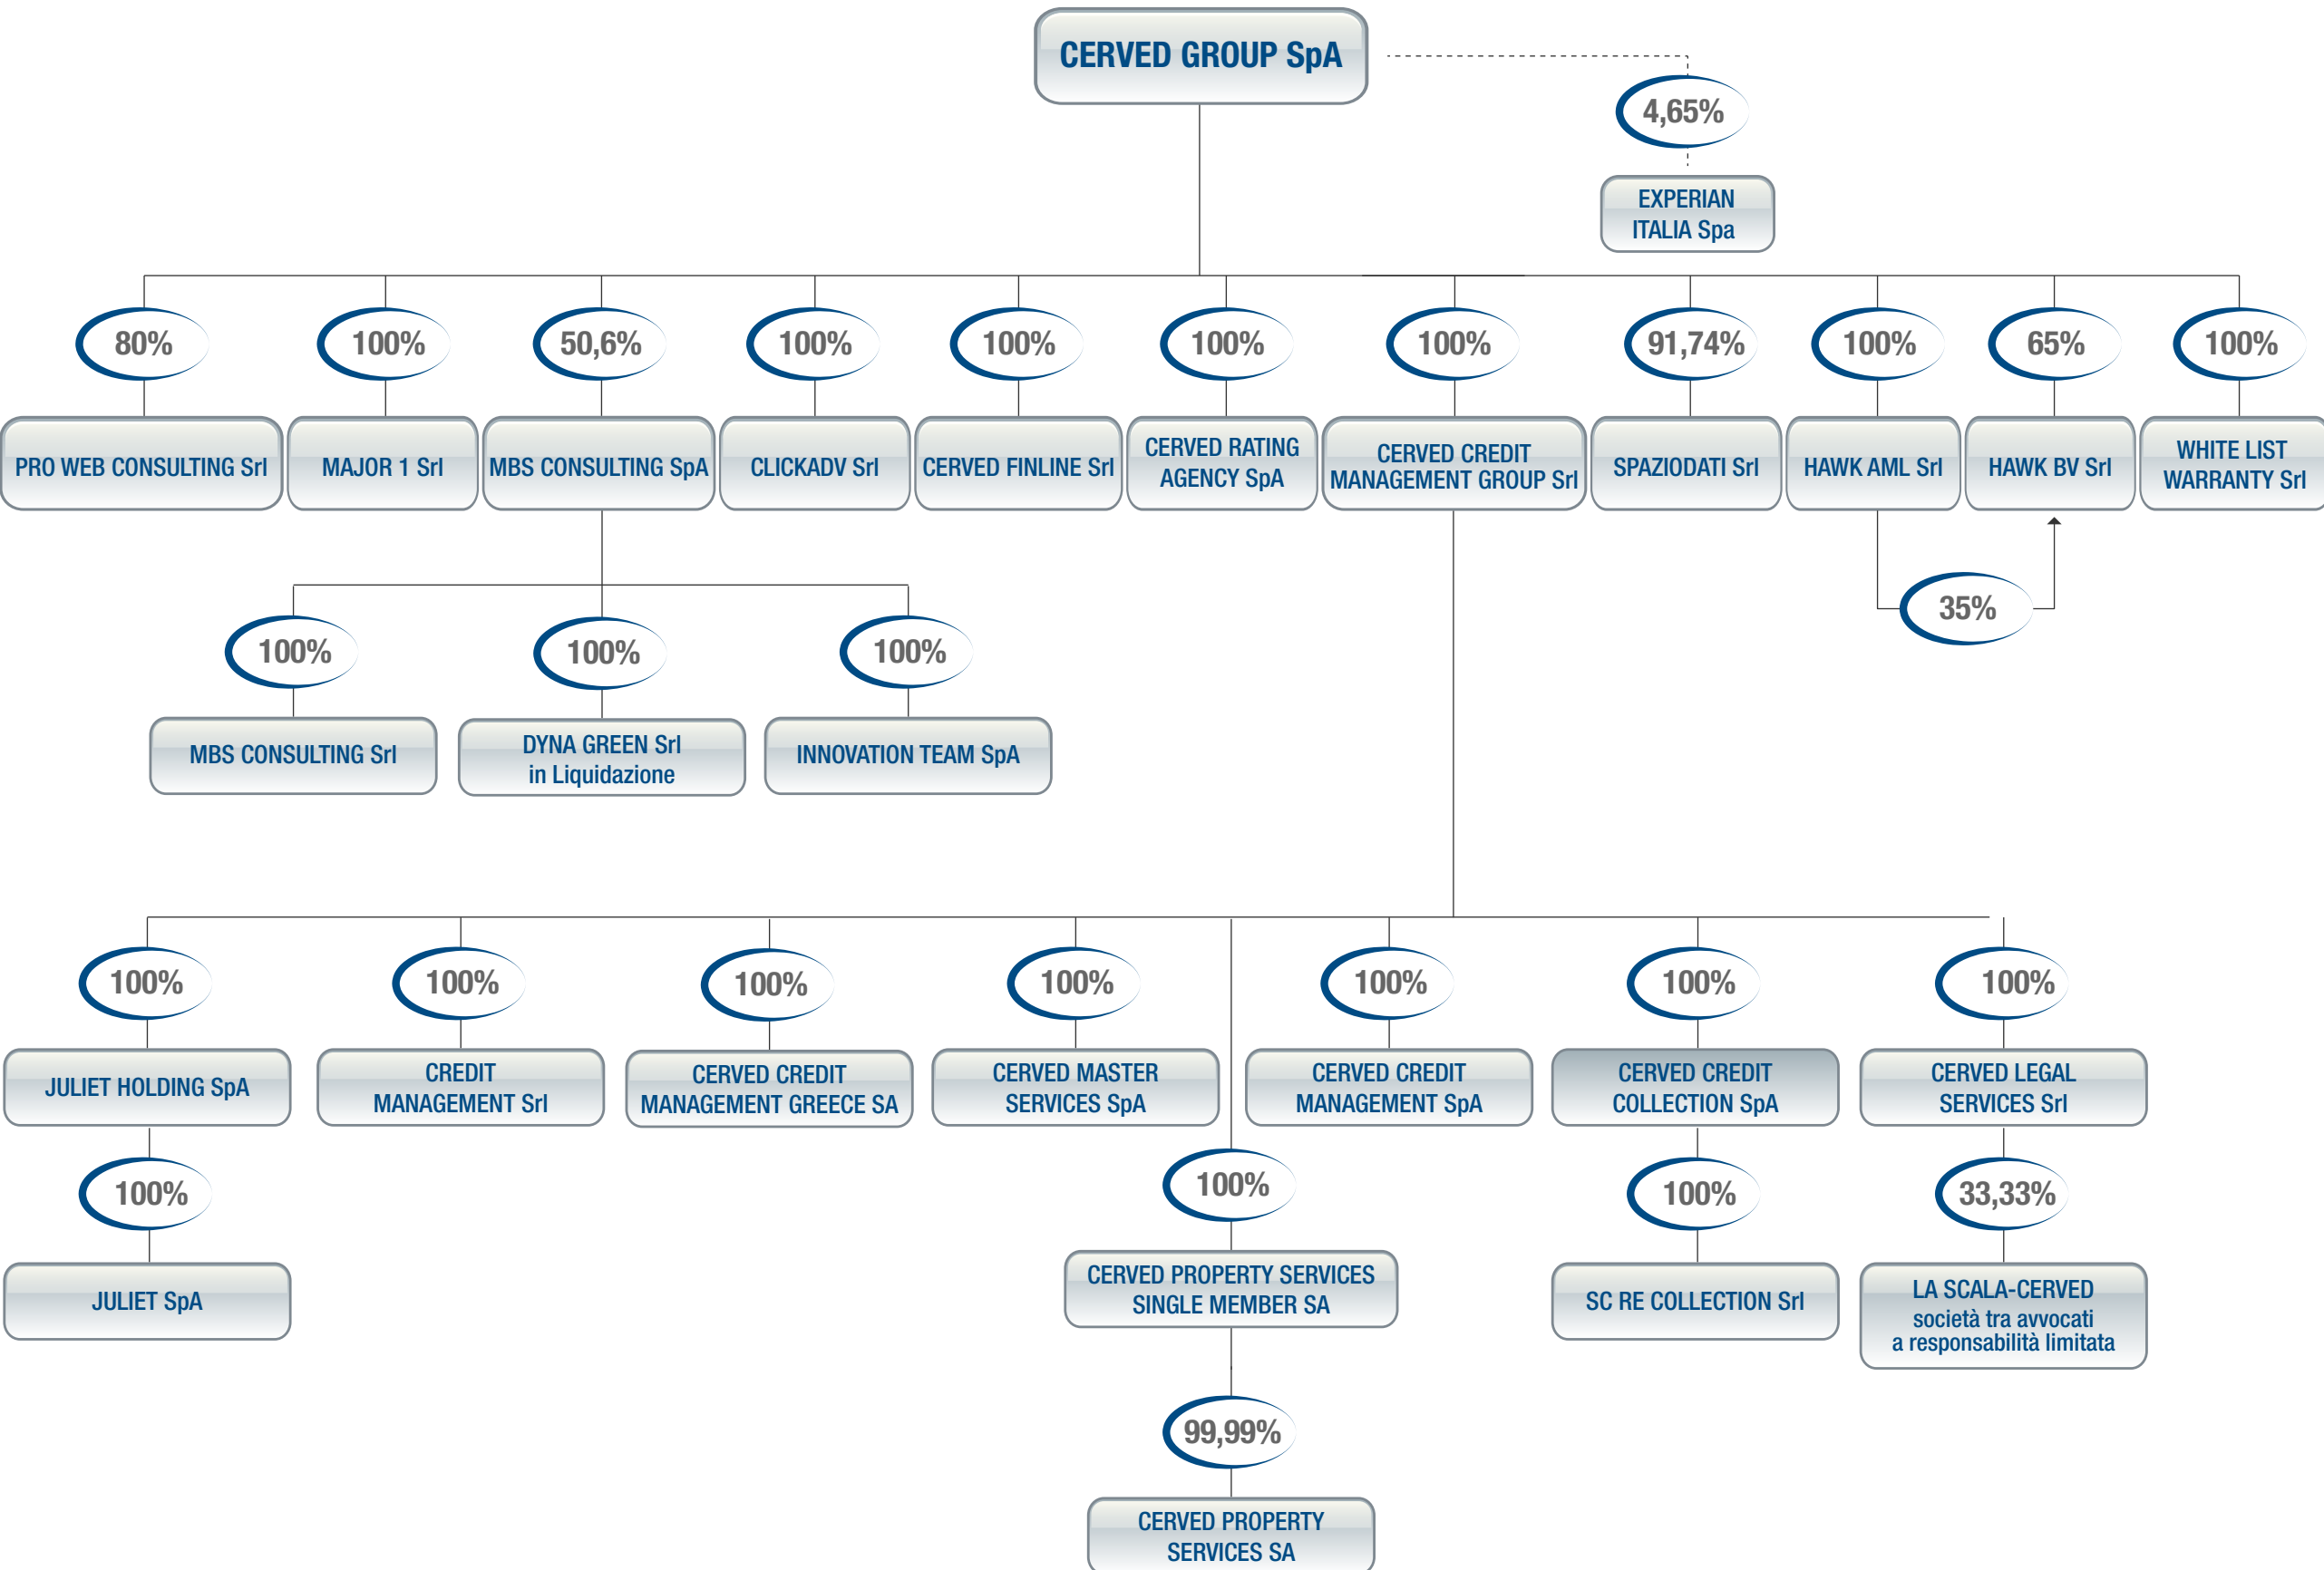 CERVED GROUP SpA
4,65%
EXPERIAN
ITALIA Spa
80%
100%
50,6%
100%
100%
100%
100%
91,74%
100%
65%
100%
PRO WEB CONSULTING Srl
MAJOR 1 Srl
MBS CONSULTING SpA
CLICKADV Srl
CERVED FINLINE Srl
CERVED RATING
AGENCY SpA
CERVED CREDIT
MANAGEMENT GROUP Srl
SPAZIODATI Srl
HAWK AML Srl
HAWK BV Srl
WHITE LIST
WARRANTY Srl
35%
100%
100%
100%
MBS CONSULTING Srl
DYNA GREEN Srl
in Liquidazione
INNOVATION TEAM SpA
100%
100%
100%
100%
100%
100%
100%
JULIET HOLDING SpA
CREDIT
MANAGEMENT Srl
CERVED CREDIT
MANAGEMENT GREECE SA
CERVED MASTER
SERVICES SpA
CERVED CREDIT
MANAGEMENT SpA
CERVED CREDIT
COLLECTION SpA
CERVED LEGAL
SERVICES Srl
100%
100%
100%
33,33%
JULIET SpA
CERVED PROPERTY SERVICES
SINGLE MEMBER SA
SC RE COLLECTION Srl
LA SCALA-CERVED
società tra avvocati
a responsabilità limitata
99,99%
CERVED PROPERTY
SERVICES SA